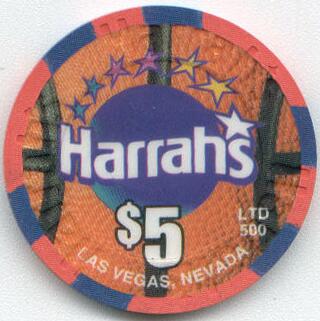 Harrah's
$5
LTD
500
LAS VEGAS, NEVADA